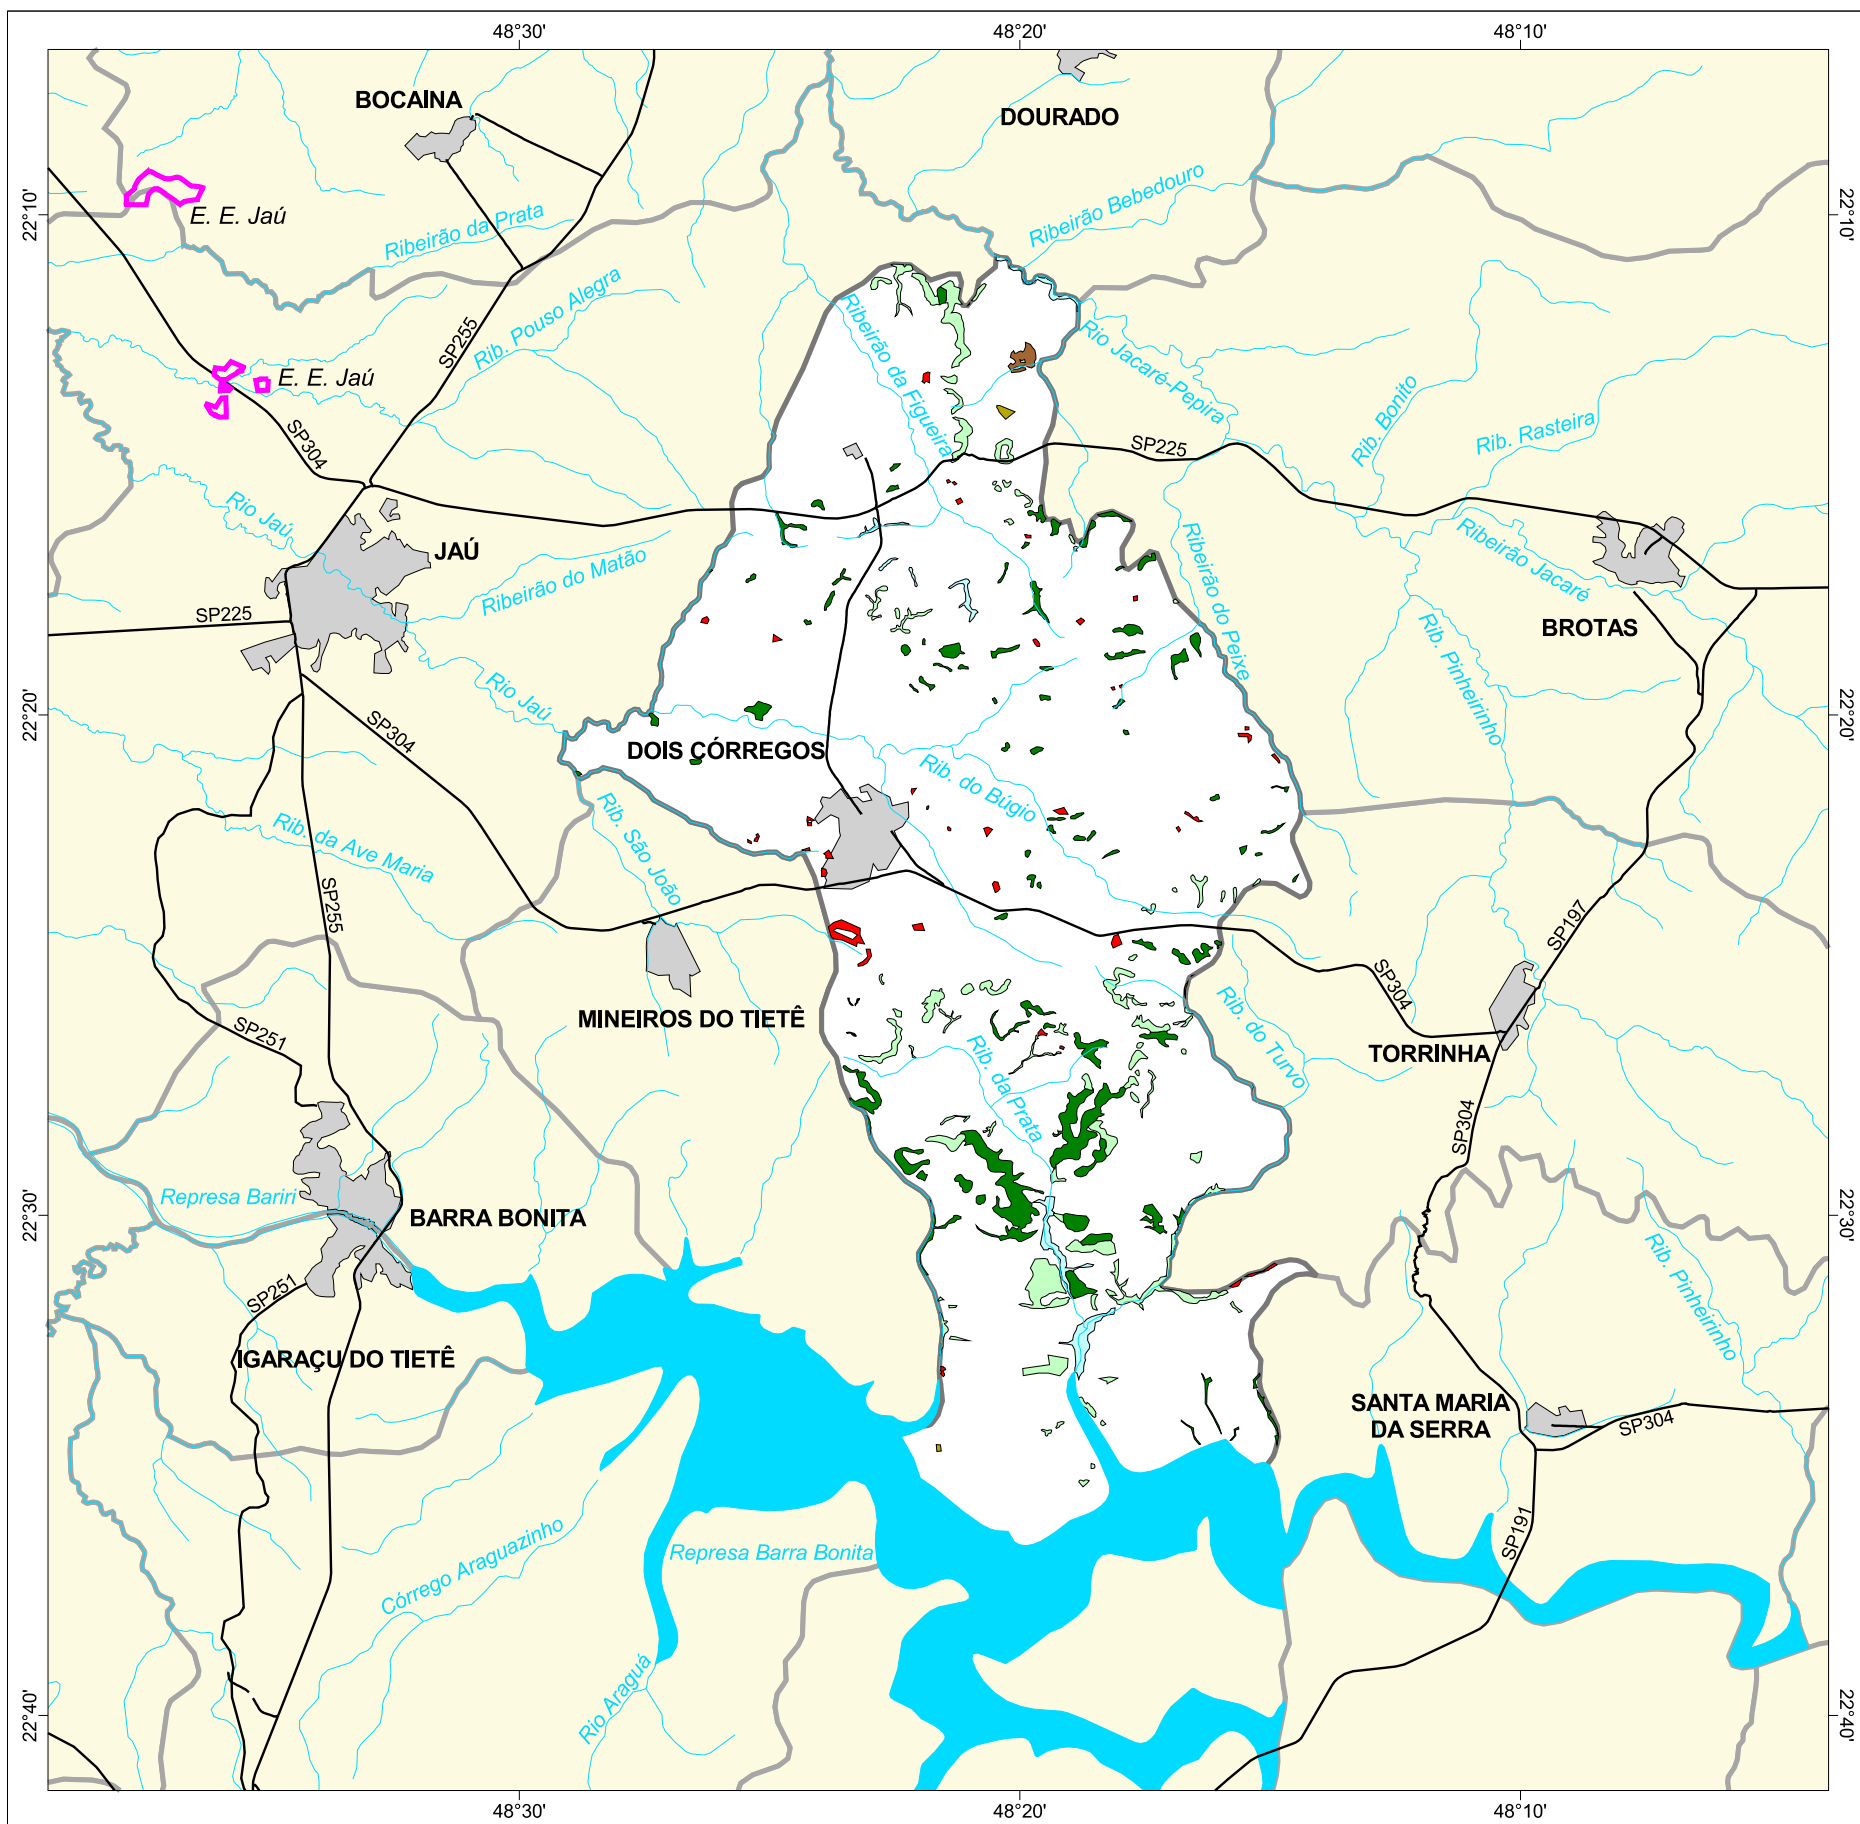 48°30'
48°20'
48°10'
BOCAÍNA
DOURADO
22°10'
E. E. Jaú
Ribeirão da Prata
Ribeirão Bebedouro
22°10'
E. E. Jaú
SP255
Rib. Pouso Alegra
Ribeirão da Figueira
Rio Jacaré-Pepira
Rib. Bonito
Rib. Rasteira
SP304
SP225
Rio Jaú
JAÚ
Ribeirão do Matão
Ribeirão do Peixe
Ribeirão Jacaré
SP225
BROTAS
Rib. Pinheirinho
Rio Jaú
22°20'
SP304
DOIS CÓRREGOS
22°20'
Rib. do Búgio
Rib. da Ave Maria
Rib. São João
SP255
SP197
SP251
MINEIROS DO TIETÊ
SP304
Rib. do Turvo
TORRINHA
Rib. da Prata
SP304
22°30'
Represa Bariri
BARRA BONITA
22°30'
Rib. Pinheirinho
SP251
IGARAÇU DO TIETÊ
SANTA MARIA
DA SERRA
SP304
Córrego Araguazinho
Represa Barra Bonita
SP191
Rio Araguá
22°40'
22°40'
48°30'
48°20'
48°10'